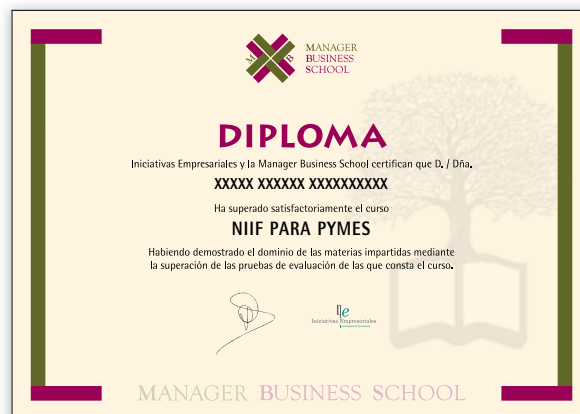 M B
MANAGER
BUSINESS
SCHOOL
DIPLOMA
Iniciativas Empresariales y la Manager Business School certifican que D. / Dña.
XXXXX XXXXXX XXXXXXXXXX
Ha superado satisfactoriamente el curso
NIIF PARA PYMES
Habiendo demostrado el dominio de las materias impartidas mediante
la superación de las pruebas de evaluación de las que consta el curso.
Iniciativas Empresariales
MANAGER BUSINESS SCHOOL